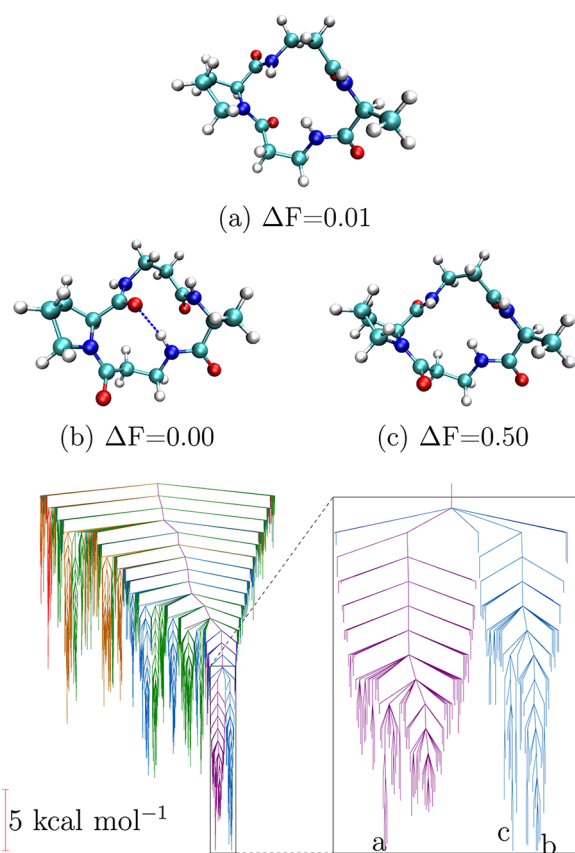 (a) ΔF=0.01
(b) ΔF=0.00
(c) ΔF=0.50
5 kcal mol⁻¹
a
c
b